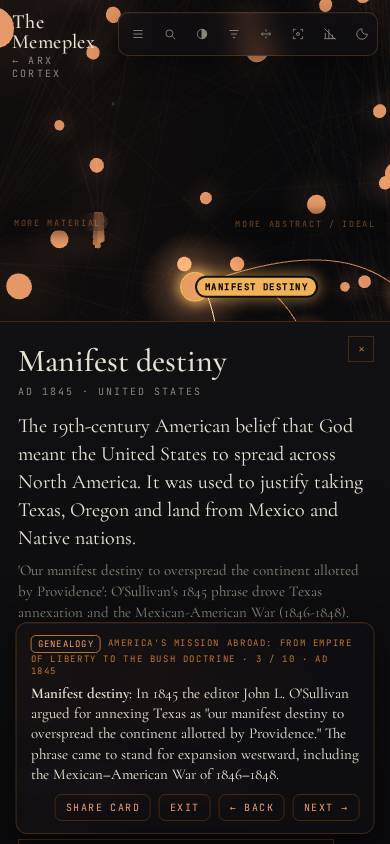 The
Memeplex
← ARX
CORTEX
MORE MATERIAL
MORE ABSTRACT / IDEAL
MANIFEST DESTINY
Manifest destiny
×
AD 1845 · UNITED STATES
The 19th-century American belief that God
meant the United States to spread across
North America. It was used to justify taking
Texas, Oregon and land from Mexico and
Native nations.
'Our manifest destiny to overspread the continent allotted
by Providence': O'Sullivan's 1845 phrase drove Texas
annexation and the Mexican-American War (1846-1848).
GENEALOGY AMERICA'S MISSION ABROAD: FROM EMPIRE
OF LIBERTY TO THE BUSH DOCTRINE · 3 / 10 · AD
1845
Manifest destiny: In 1845 the editor John L. O'Sullivan
argued for annexing Texas as "our manifest destiny to
overspread the continent allotted by Providence." The
phrase came to stand for expansion westward, including
the Mexican–American War of 1846–1848.
SHARE CARD EXIT ← BACK NEXT →